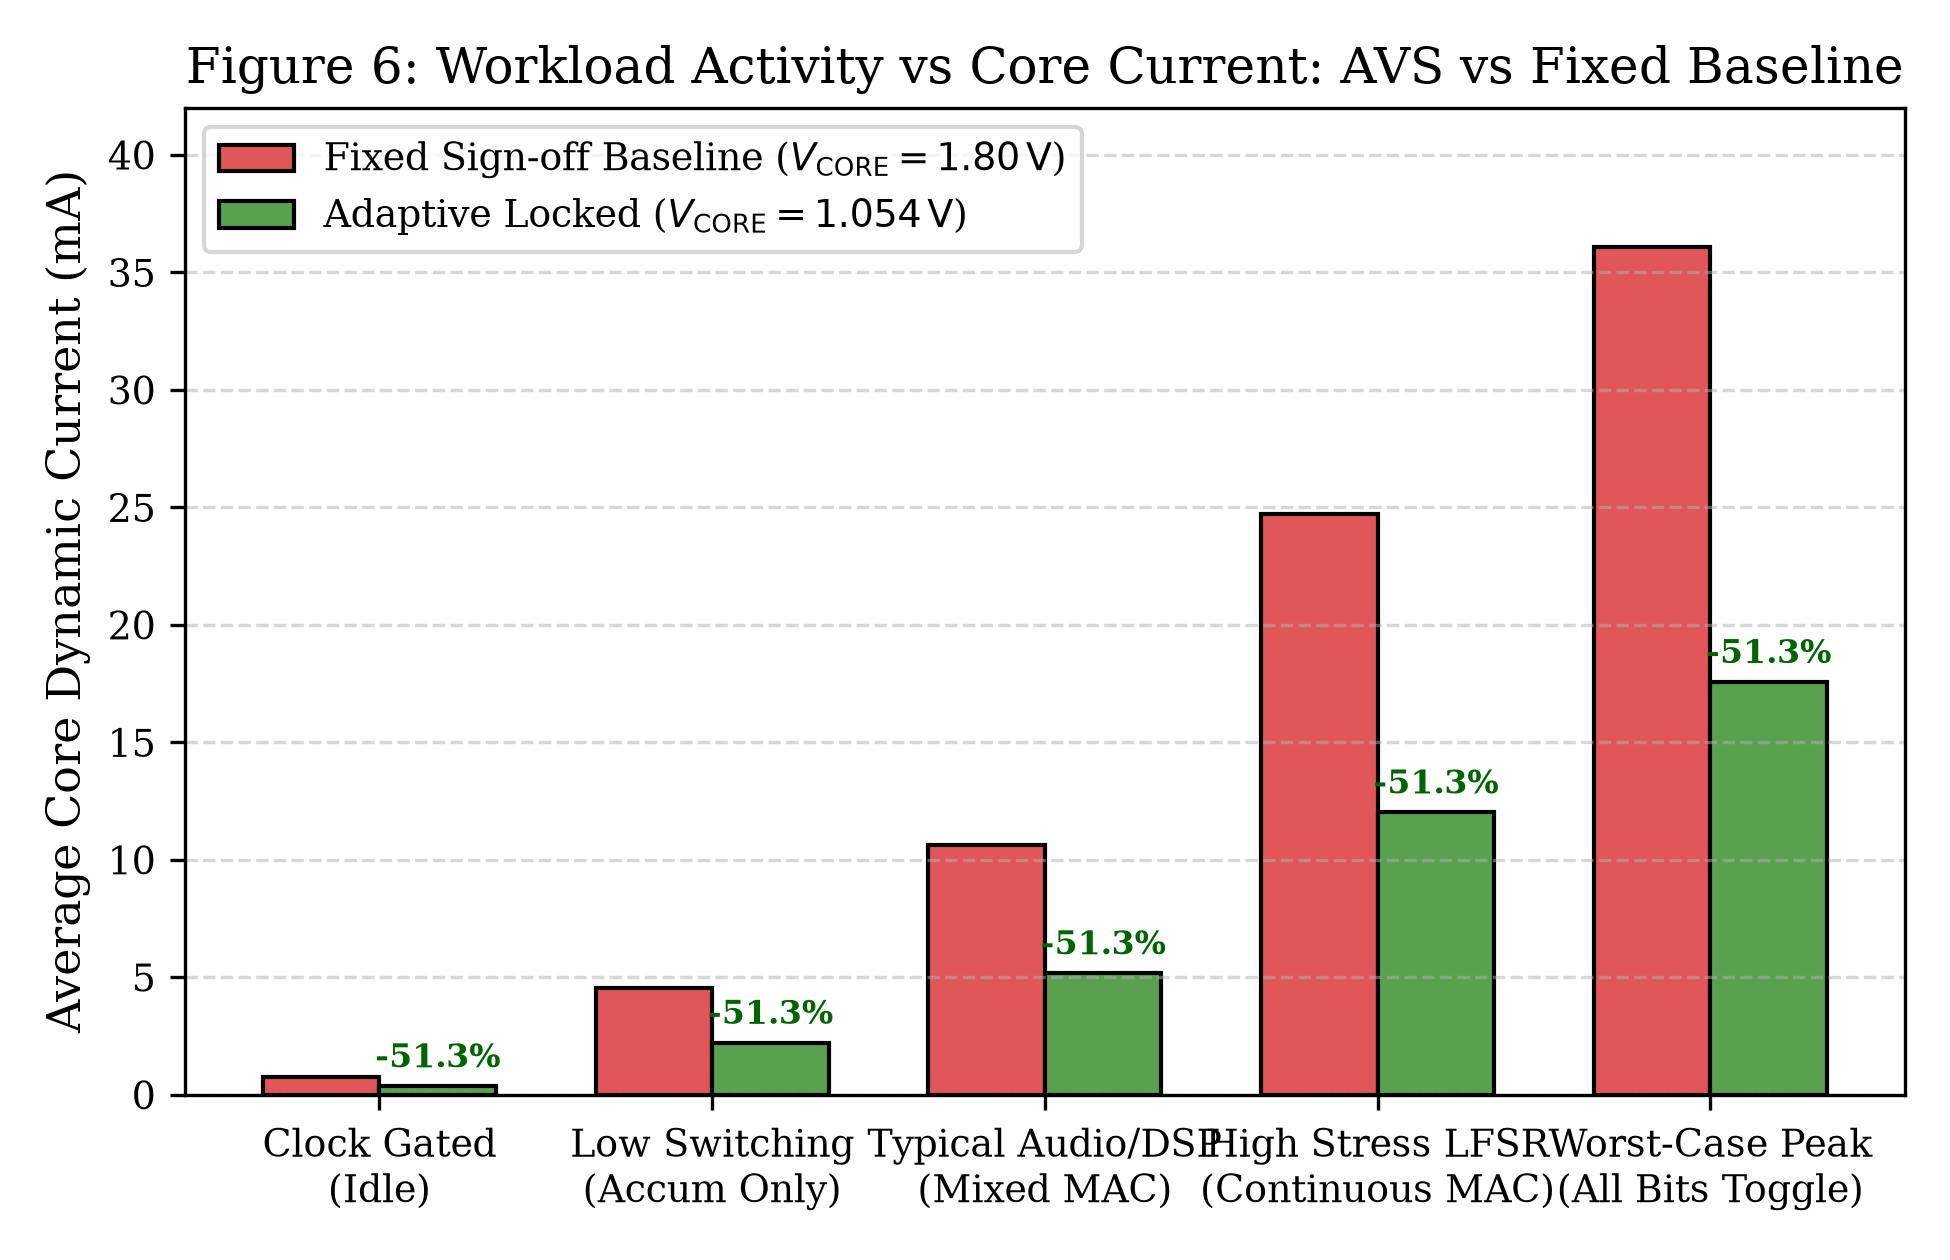 Figure 6: Workload Activity vs Core Current: AVS vs Fixed Baseline
Fixed Sign-off Baseline (V_CORE = 1.80 V)
Adaptive Locked (V_CORE = 1.054 V)
Average Core Dynamic Current (mA)
40
35
30
25
20
15
10
5
0
-51.3%
-51.3%
-51.3%
-51.3%
-51.3%
Clock Gated
(Idle)
Low Switching
(Accum Only)
Typical Audio/DSP
(Mixed MAC)
High Stress LFSR
(Continuous MAC)
Worst-Case Peak
(All Bits Toggle)